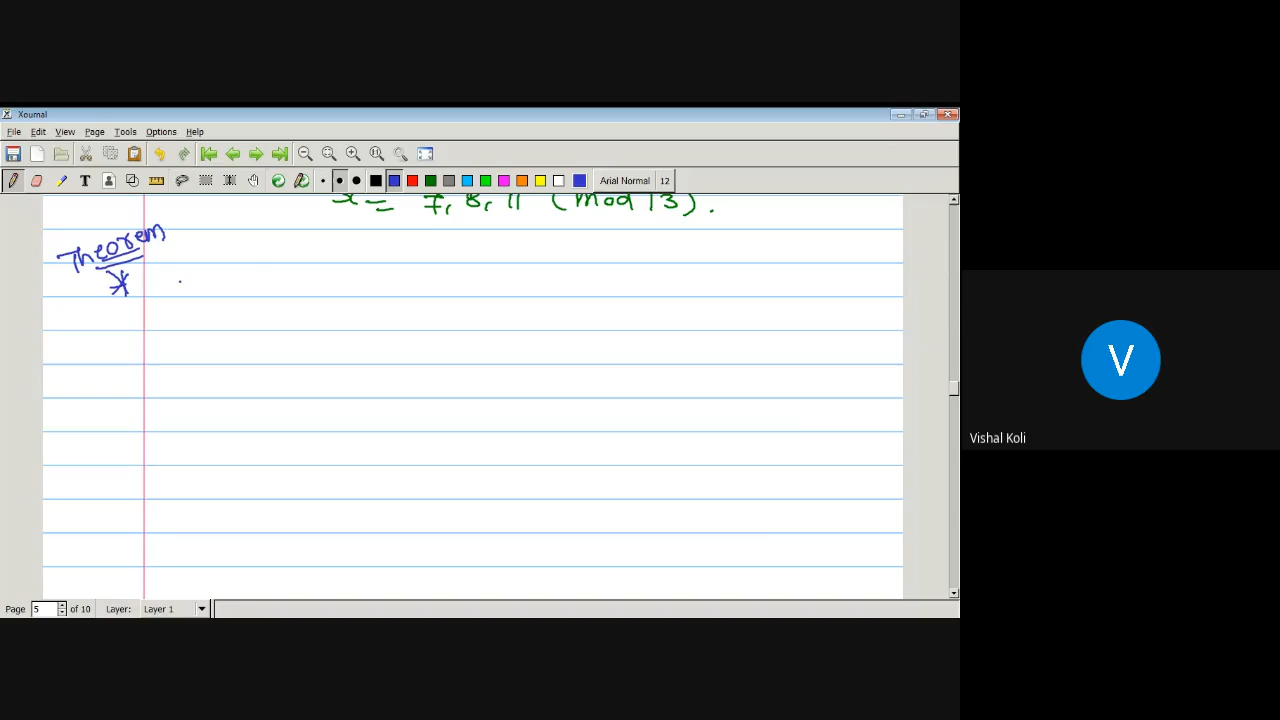 Xournal
File Edit View Page Tools Options Help
T Arial Normal 12
x = 7, 8, 11 (mod 13).
Theorem
V
Vishal Koli
Page 5 of 10 Layer: Layer 1